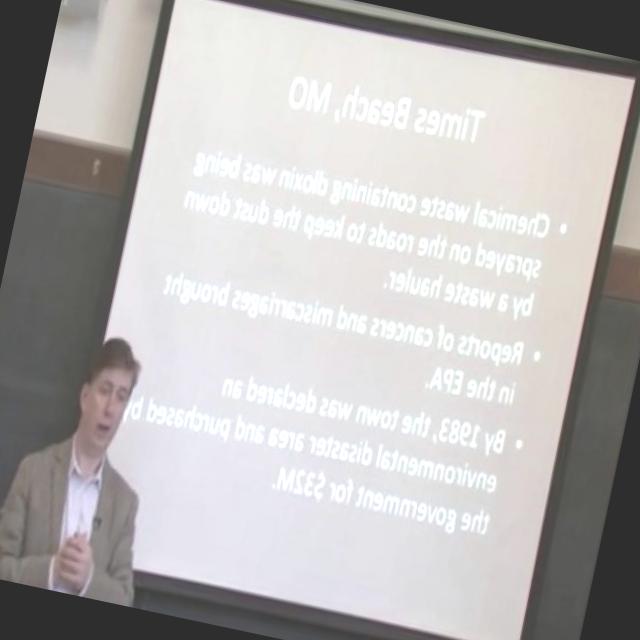 Times Beach, MO
• Chemical waste containing dioxin was being
sprayed on the roads to keep the dust down
by a waste hauler.
• Reports of cancers and miscarriages brought
in the EPA.
• By 1983, the town was declared an
environmental disaster area and purchased b
the government for $32M.